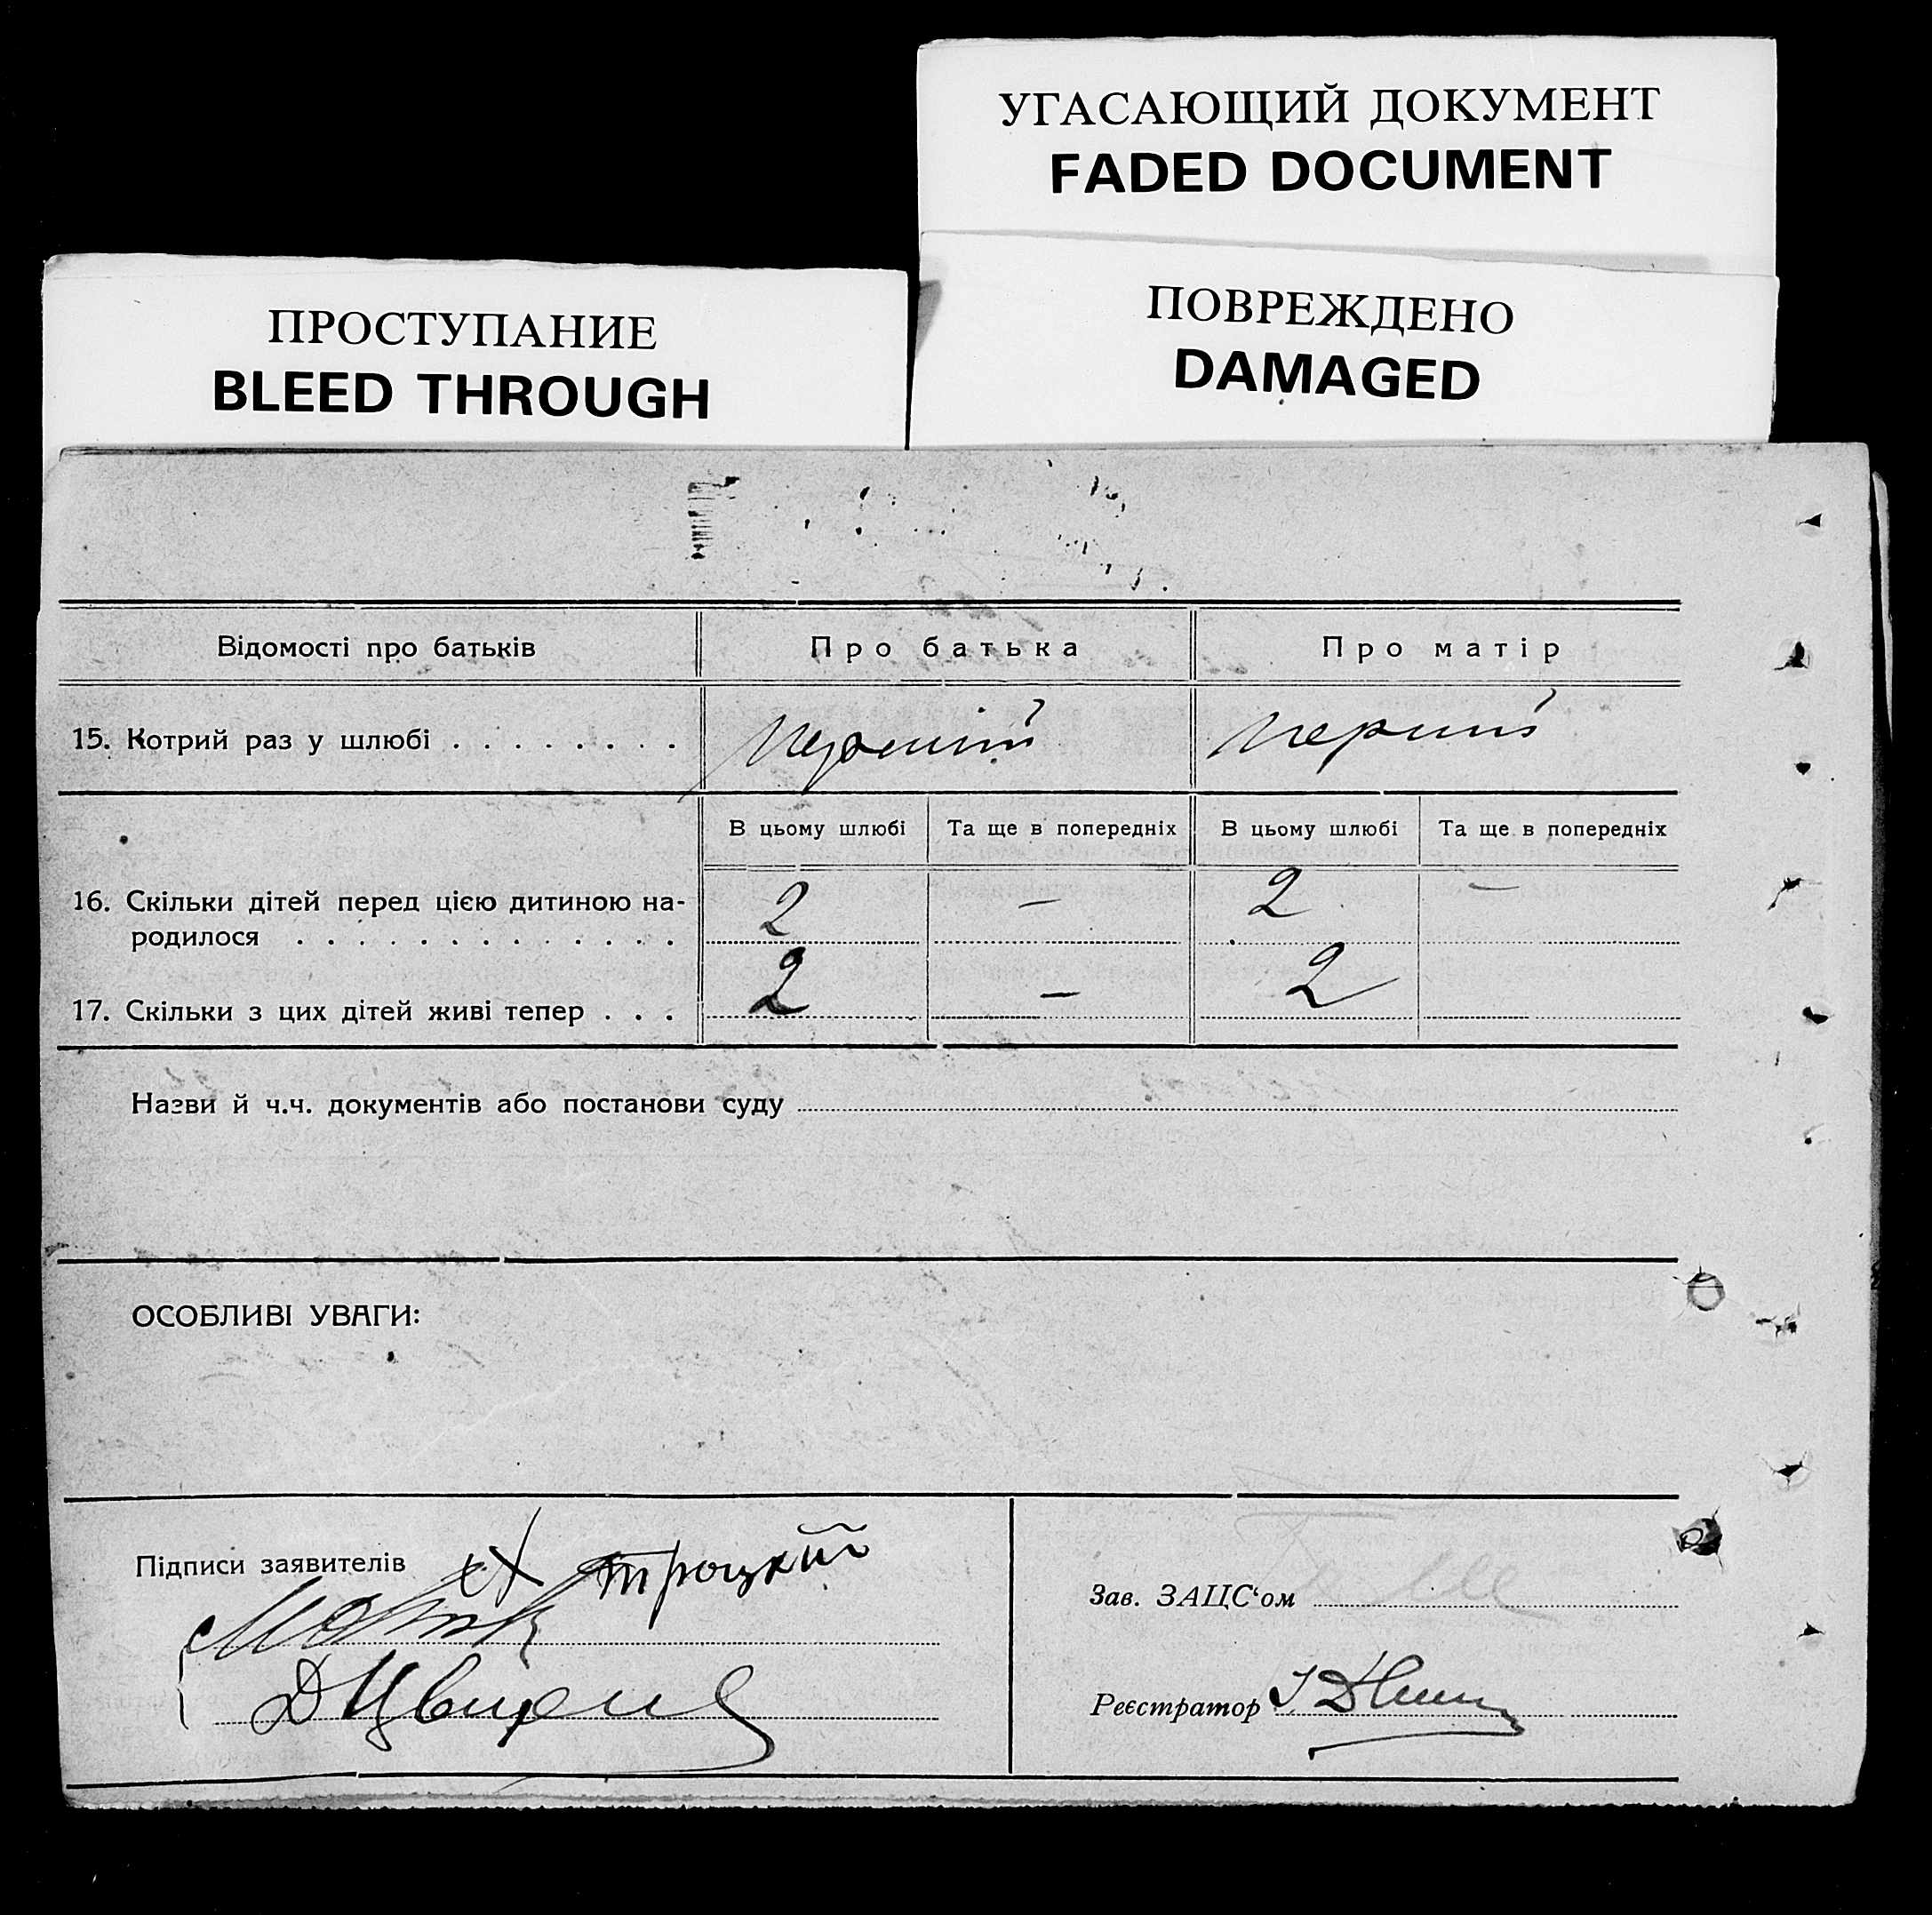 УГАСАЮЩИЙ ДОКУМЕНТ
FADED DOCUMENT
ПРОСТУПАНИЕ
BLEED THROUGH
ПОВРЕЖДЕНО
DAMAGED
Відомості про батьків Про батька Про матір
15. Котрий раз у шлюбі . . . . . . . . перший перший
В цьому шлюбі Та ще в попередніх В цьому шлюбі Та ще в попередніх
16. Скільки дітей перед цією дитиною на- 2 — 2 —
родилося . . . . . . . . . . . . . .
17. Скільки з цих дітей живі тепер . . . 2 — 2
Назви й ч.ч. документів або постанови суду
ОСОБЛИВІ УВАГИ:
Підписи заявителів Троцкий
Зав. ЗАЦС‘ом
Реєстратор